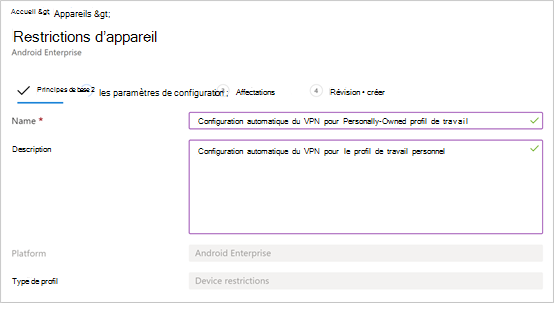 Accueil &gt; Appareils &gt;
Restrictions d'appareil
Android Enterprise
Principes de base 2 les paramètres de configuration ; Affectations 4 Révision + créer
Name * Configuration automatique du VPN pour Personally-Owned profil de travail
Description Configuration automatique du VPN pour le profil de travail personnel
Platform Android Enterprise
Type de profil Device restrictions